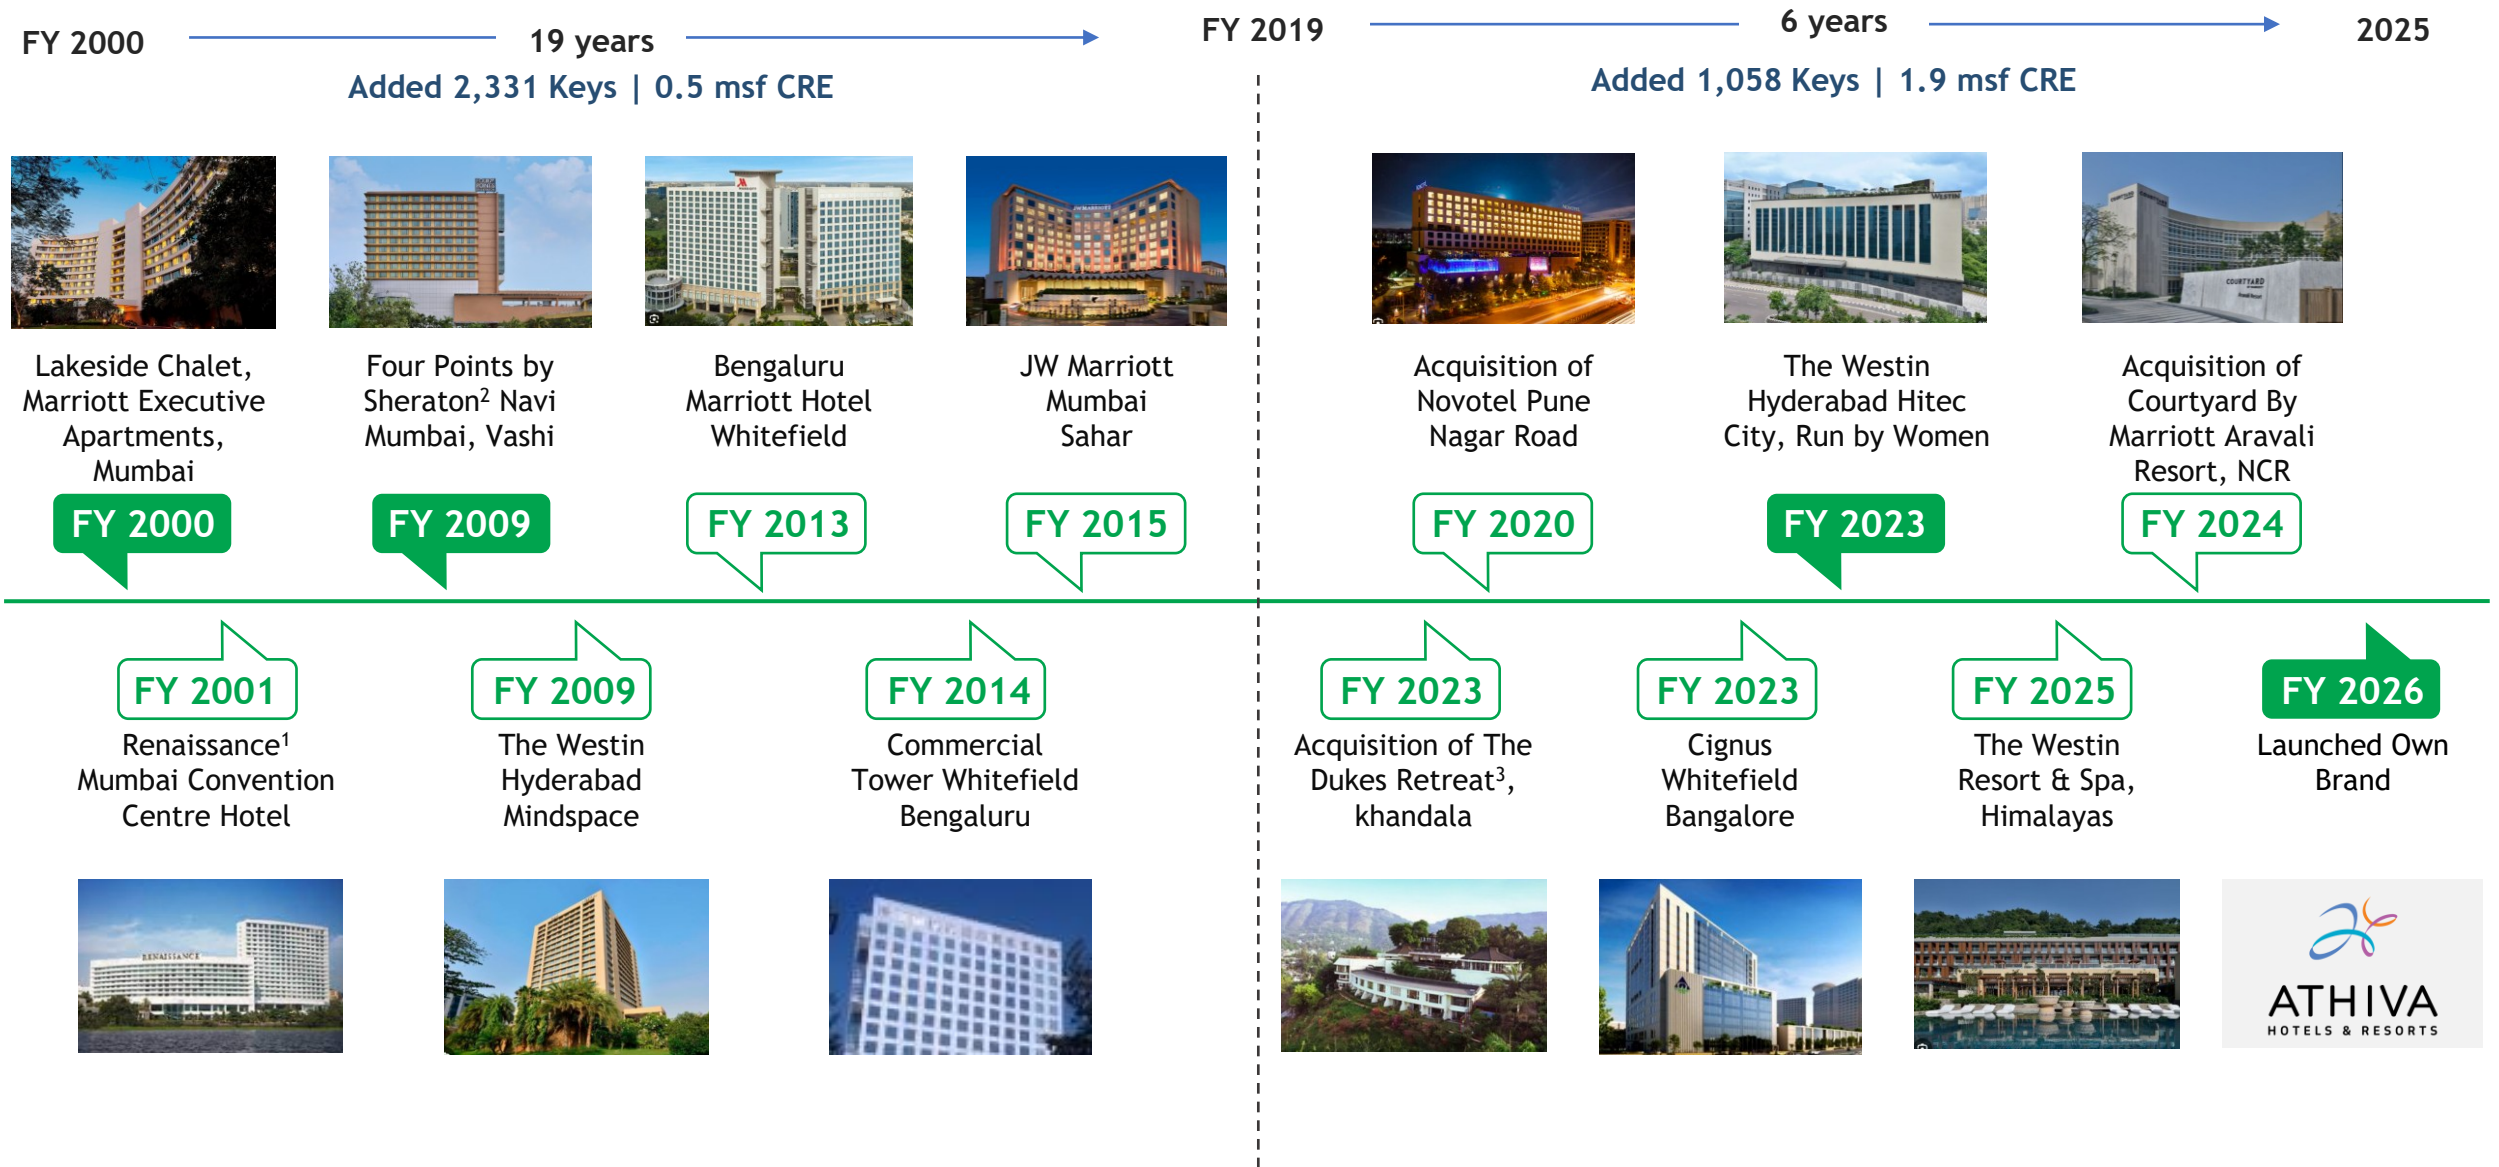 FY 2000
19 years
FY 2019
6 years
2025
Added 2,331 Keys | 0.5 msf CRE
Added 1,058 Keys | 1.9 msf CRE
Lakeside Chalet,
Marriott Executive
Apartments,
Mumbai
FY 2000
Four Points by
Sheraton² Navi
Mumbai, Vashi
FY 2009
MARRIOTT
Bengaluru
Marriott Hotel
Whitefield
FY 2013
JW MARRIOTT
JW Marriott
Mumbai
Sahar
FY 2015
Acquisition of
Novotel Pune
Nagar Road
FY 2020
WESTIN
The Westin
Hyderabad Hitec
City, Run by Women
FY 2023
COURTYARD
Acquisition of
Courtyard By
Marriott Aravali
Resort, NCR
FY 2024
FY 2001
Renaissance¹
Mumbai Convention
Centre Hotel
RENAISSANCE
FY 2009
The Westin
Hyderabad
Mindspace
FY 2014
Commercial
Tower Whitefield
Bengaluru
FY 2023
Acquisition of The
Dukes Retreat³,
khandala
FY 2023
Cignus
Whitefield
Bangalore
FY 2025
The Westin
Resort & Spa,
Himalayas
FY 2026
Launched Own
Brand
ATHIVA
HOTELS & RESORTS